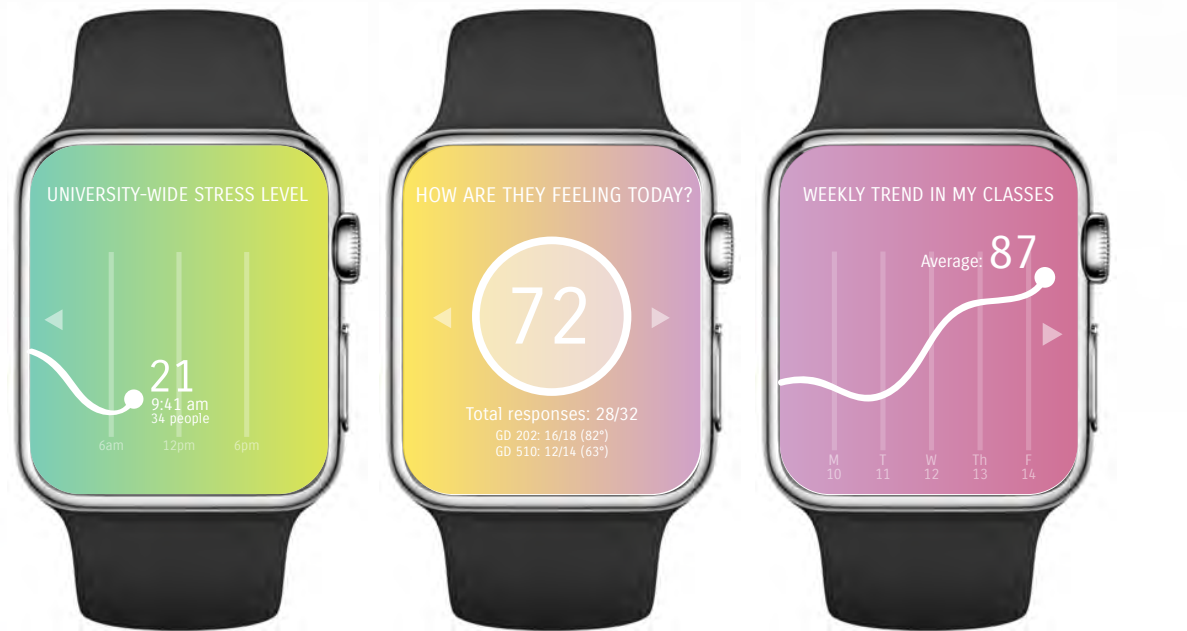 UNIVERSITY-WIDE STRESS LEVEL
21
9:41 am
34 people
6am 12pm 6pm
HOW ARE THEY FEELING TODAY?
72
Total responses: 28/32
GD 202: 16/18 (82°)
GD 510: 12/14 (63°)
WEEKLY TREND IN MY CLASSES
Average: 87
M T W Th F
10 11 12 13 14